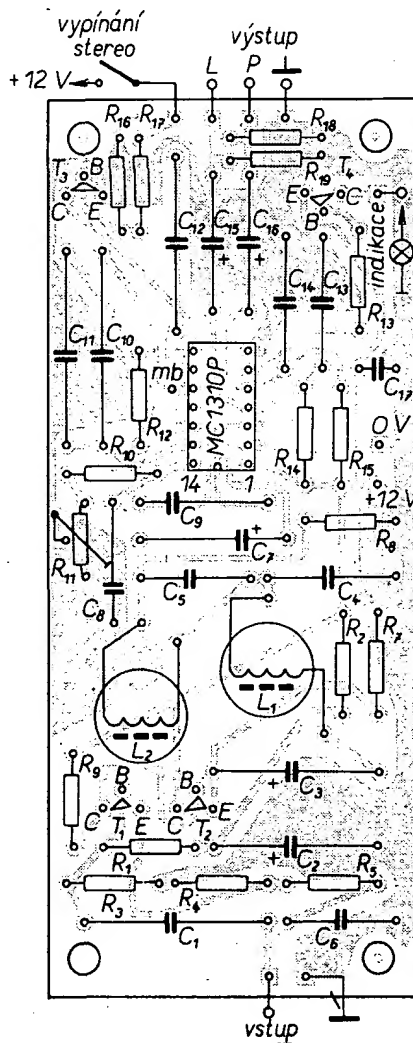 vypínání
stereo
výstup
+12 V
L P
R16 R17
R18
T3 B
C E
R19 T4
E C
B
C12 C15 C16
+ +
indikace
C14 C13
R13
C11 C10
C17
mb
R12
MC1310P
14 1
R14 R15
0V
R10
+12 V
C9
R8
R11
C7 +
C8
C5
C4
R2 R7
L2
L1
R9
B
C T1 E
B
C T2 E
+ C3
R1
+ C2
R5
R3
R4
C1
C6
vstup